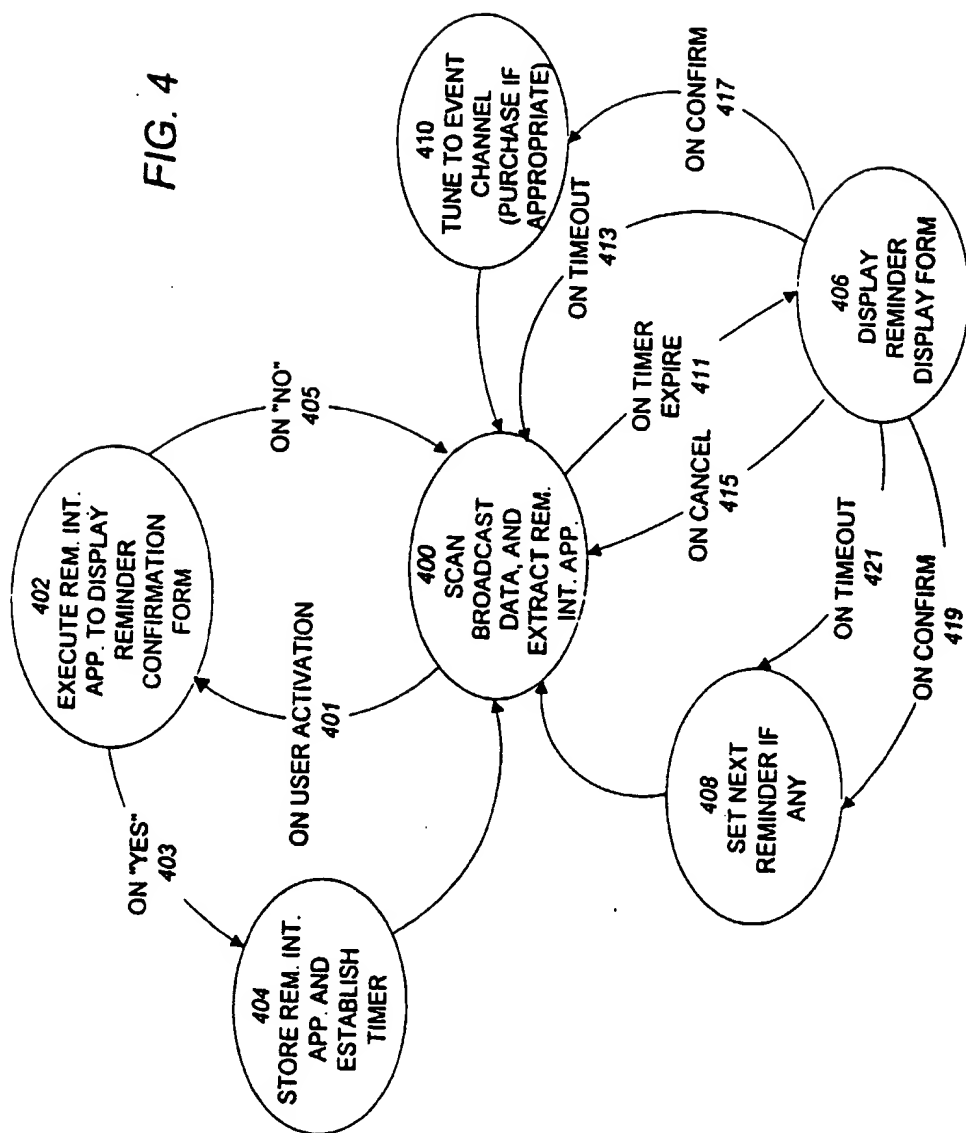 FIG. 4
402
EXECUTE REM. INT.
APP. TO DISPLAY
REMINDER
CONFIRMATION
FORM
ON "YES"
403
ON "NO"
405
404
STORE REM. INT.
APP. AND
ESTABLISH
TIMER
ON USER ACTIVATION
401
400
SCAN
BROADCAST
DATA, AND
EXTRACT REM.
INT. APP.
410
TUNE TO EVENT
CHANNEL
(PURCHASE IF
APPROPRIATE)
ON TIMEOUT
413
ON CONFIRM
417
ON TIMER
EXPIRE
411
ON CANCEL
415
406
DISPLAY
REMINDER
DISPLAY FORM
408
SET NEXT
REMINDER IF
ANY
ON TIMEOUT
421
ON CONFIRM
419